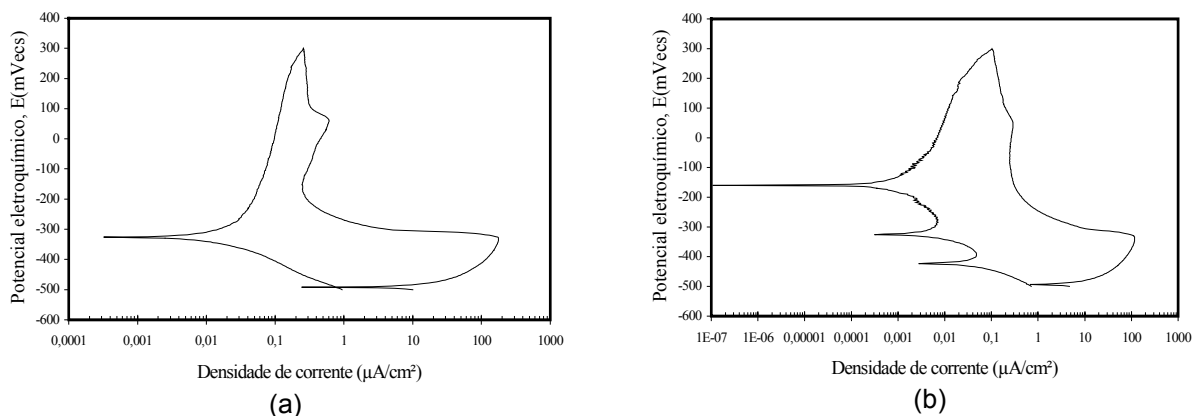 Potencial eletroquímico, E(mVecs)
400
300
200
100
0
-100
-200
-300
-400
-500
-600
0,0001 0,001 0,01 0,1 1 10 100 1000
Densidade de corrente (µA/cm²)
(a)
Potencial eletroquímico, E(mVecs)
400
300
200
100
0
-100
-200
-300
-400
-500
-600
1E-07 1E-06 0,00001 0,0001 0,001 0,01 0,1 1 10 100 1000
Densidade de corrente (µA/cm²)
(b)